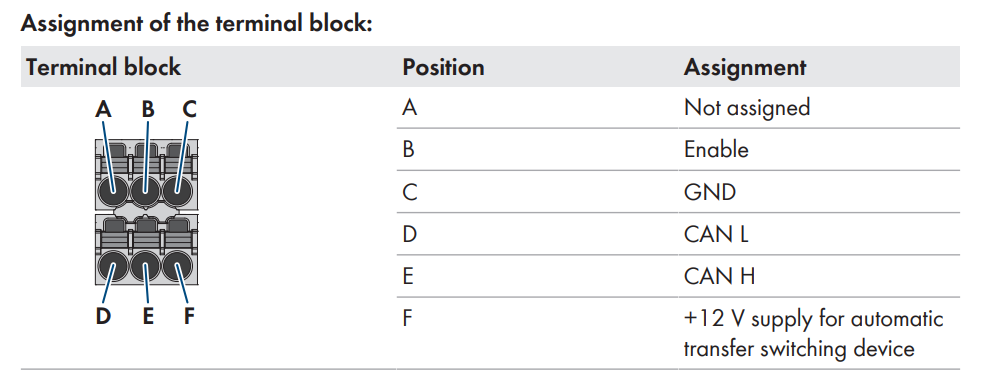 Assignment of the terminal block:
Terminal block Position Assignment
A B C
A Not assigned
B Enable
C GND
D CAN L
E CAN H
D E F
F +12 V supply for automatic
transfer switching device